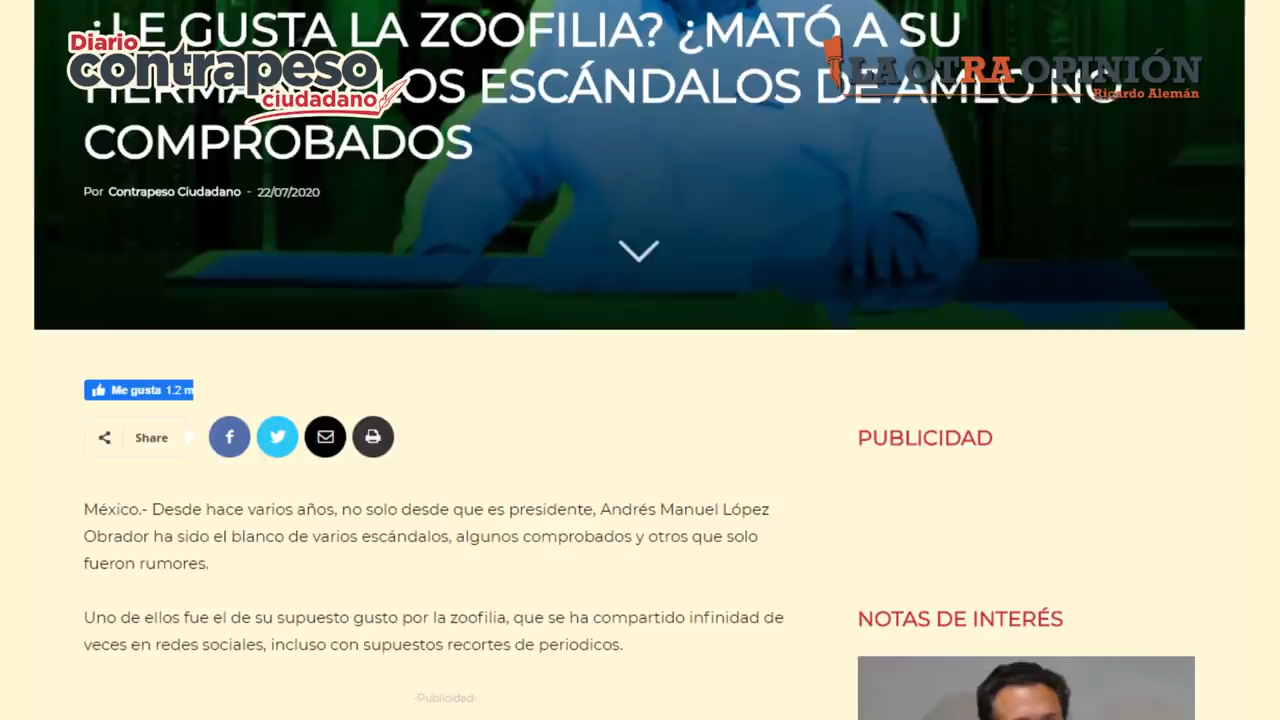 ¿LE GUSTA LA ZOOFILIA? ¿MATÓ A SU
LOS ESCÁNDALOS DE AMLO NO
COMPROBADOS
Diario
contrapeso
ciudadano
LA OTRA OPINIÓN
Ricardo Alemán
Por Contrapeso Ciudadano - 22/07/2020
Me gusta 1.2 m
Share
PUBLICIDAD
México.- Desde hace varios años, no solo desde que es presidente, Andrés Manuel López
Obrador ha sido el blanco de varios escándalos, algunos comprobados y otros que solo
fueron rumores.
Uno de ellos fue el de su supuesto gusto por la zoofilia, que se ha compartido infinidad de
veces en redes sociales, incluso con supuestos recortes de periodicos.
NOTAS DE INTERÉS
-Publicidad-